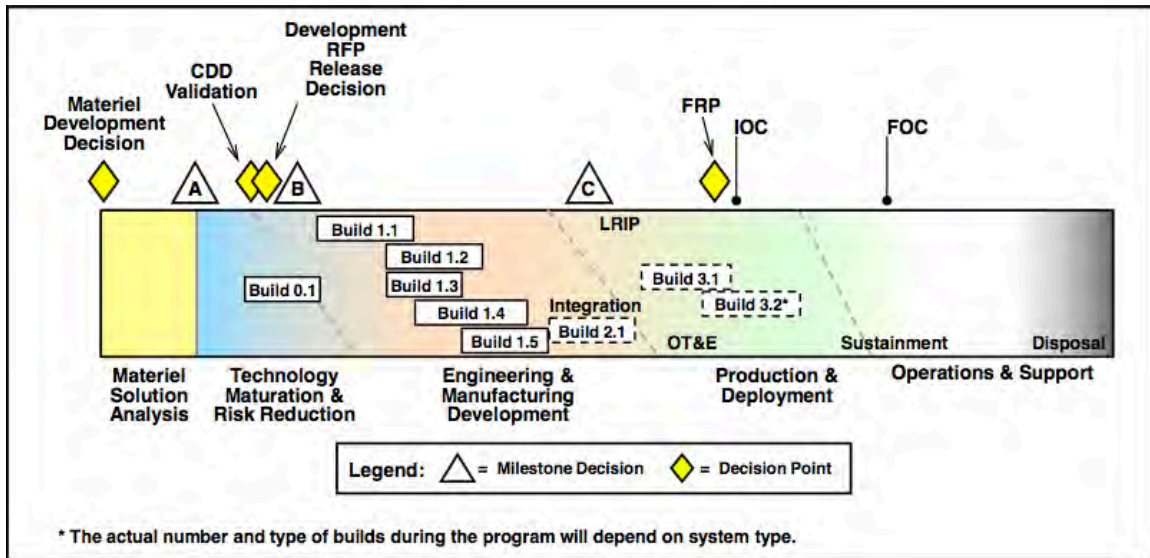 Development
RFP
Release
Decision
CDD
Validation
Materiel
Development
Decision
FRP
IOC
FOC
A
B
C
LRIP
Build 1.1
Build 1.2
Build 1.3
Build 0.1
Build 1.4
Build 1.5
Integration
Build 2.1
Build 3.1
Build 3.2*
OT&E
Sustainment
Disposal
Materiel
Solution
Analysis
Technology
Maturation &
Risk Reduction
Engineering &
Manufacturing
Development
Production &
Deployment
Operations & Support
Legend: = Milestone Decision = Decision Point
* The actual number and type of builds during the program will depend on system type.